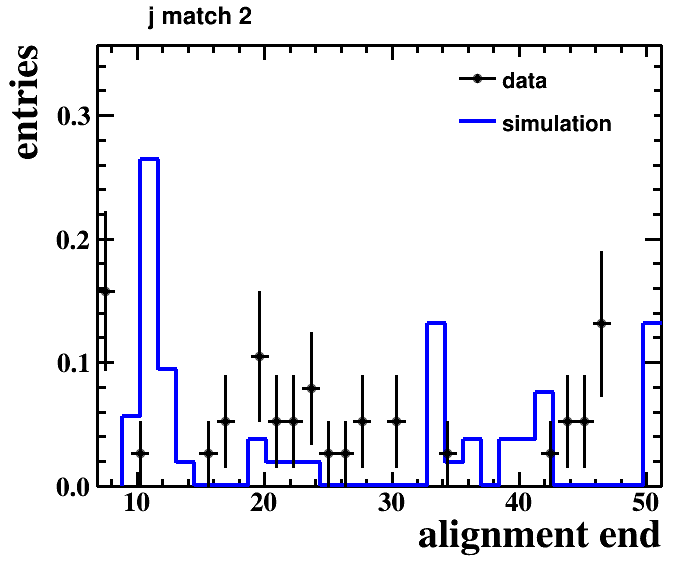 j match 2
entries
data
simulation
0.3
0.2
0.1
0.0
10 20 30 40 50
alignment end